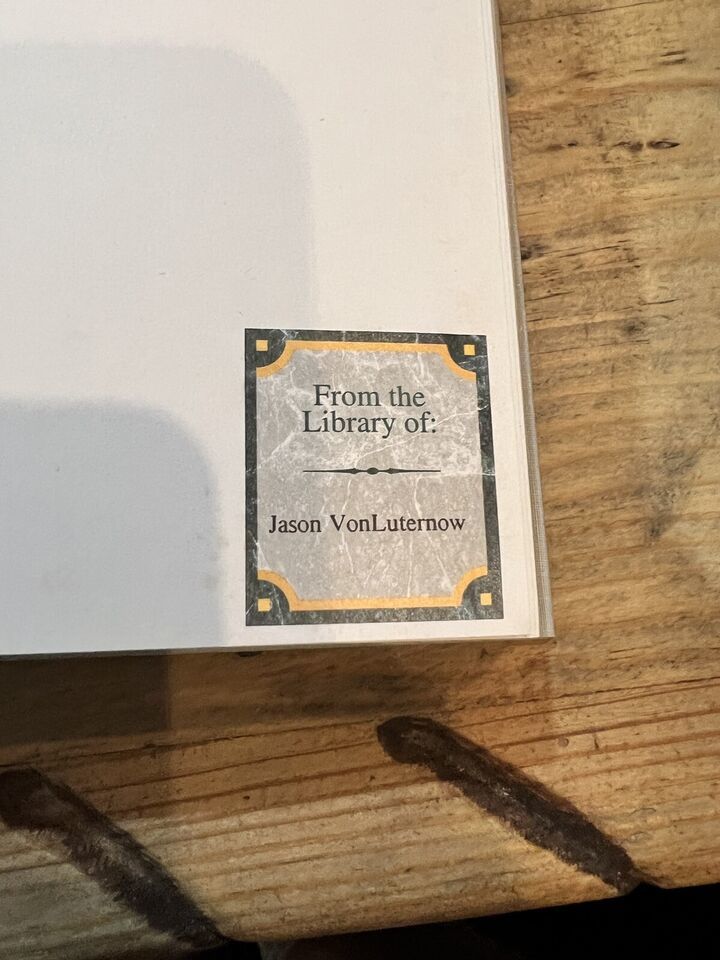 From the
Library of:
Jason VonLuternow